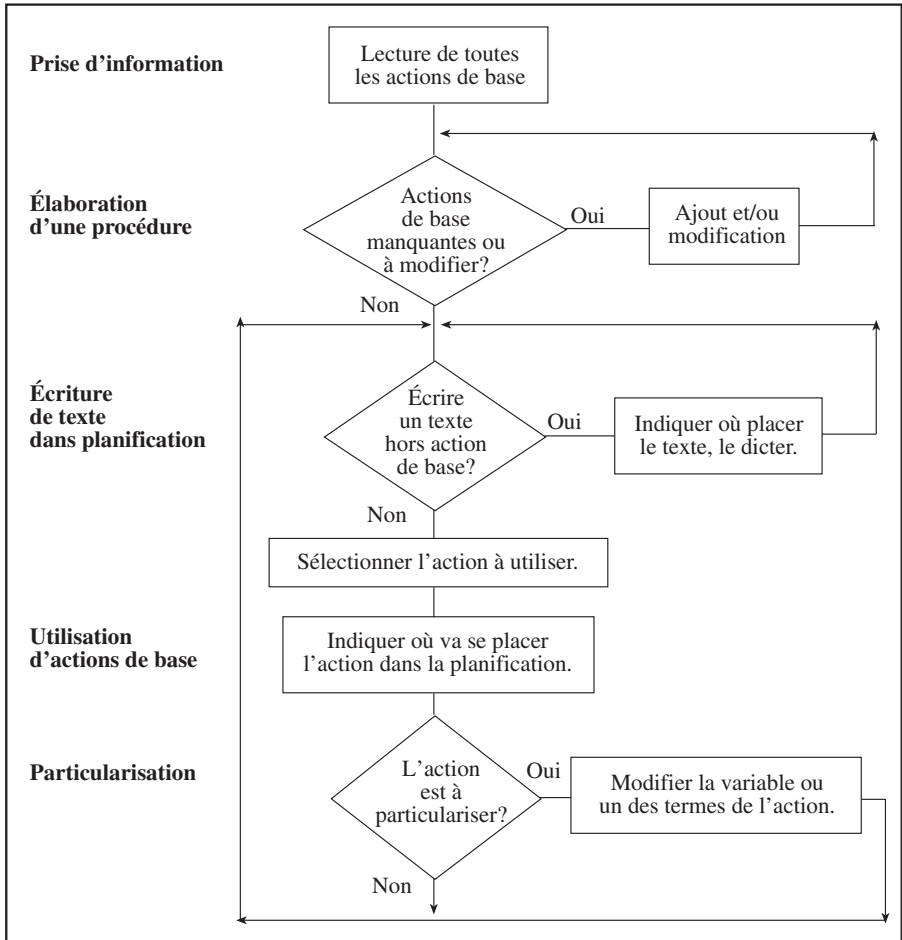 Prise d’information
Lecture de toutes
les actions de base
Élaboration
d’une procédure
Actions
de base
manquantes ou
à modifier?
Oui
Ajout et/ou
modification
Non
Écriture
de texte
dans planification
Écrire
un texte
hors action
de base?
Oui
Indiquer où placer
le texte, le dicter.
Non
Sélectionner l’action à utiliser.
Utilisation
d’actions de base
Indiquer où va se placer
l’action dans la planification.
Particularisation
L’action
est à
particulariser?
Oui
Modifier la variable ou
un des termes de l’action.
Non